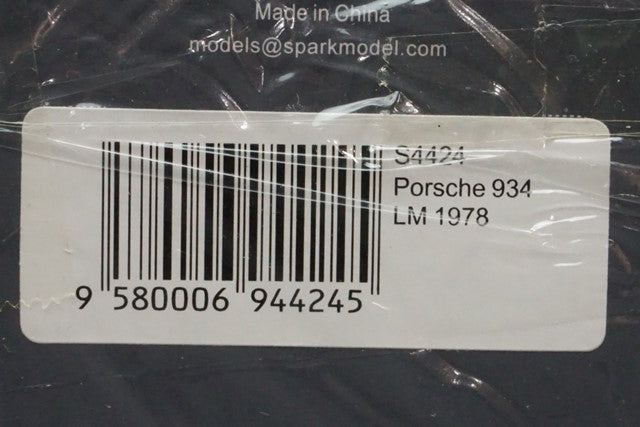 Made in China
models@sparkmodel.com
S4424
Porsche 934
LM 1978
9 580006 944245